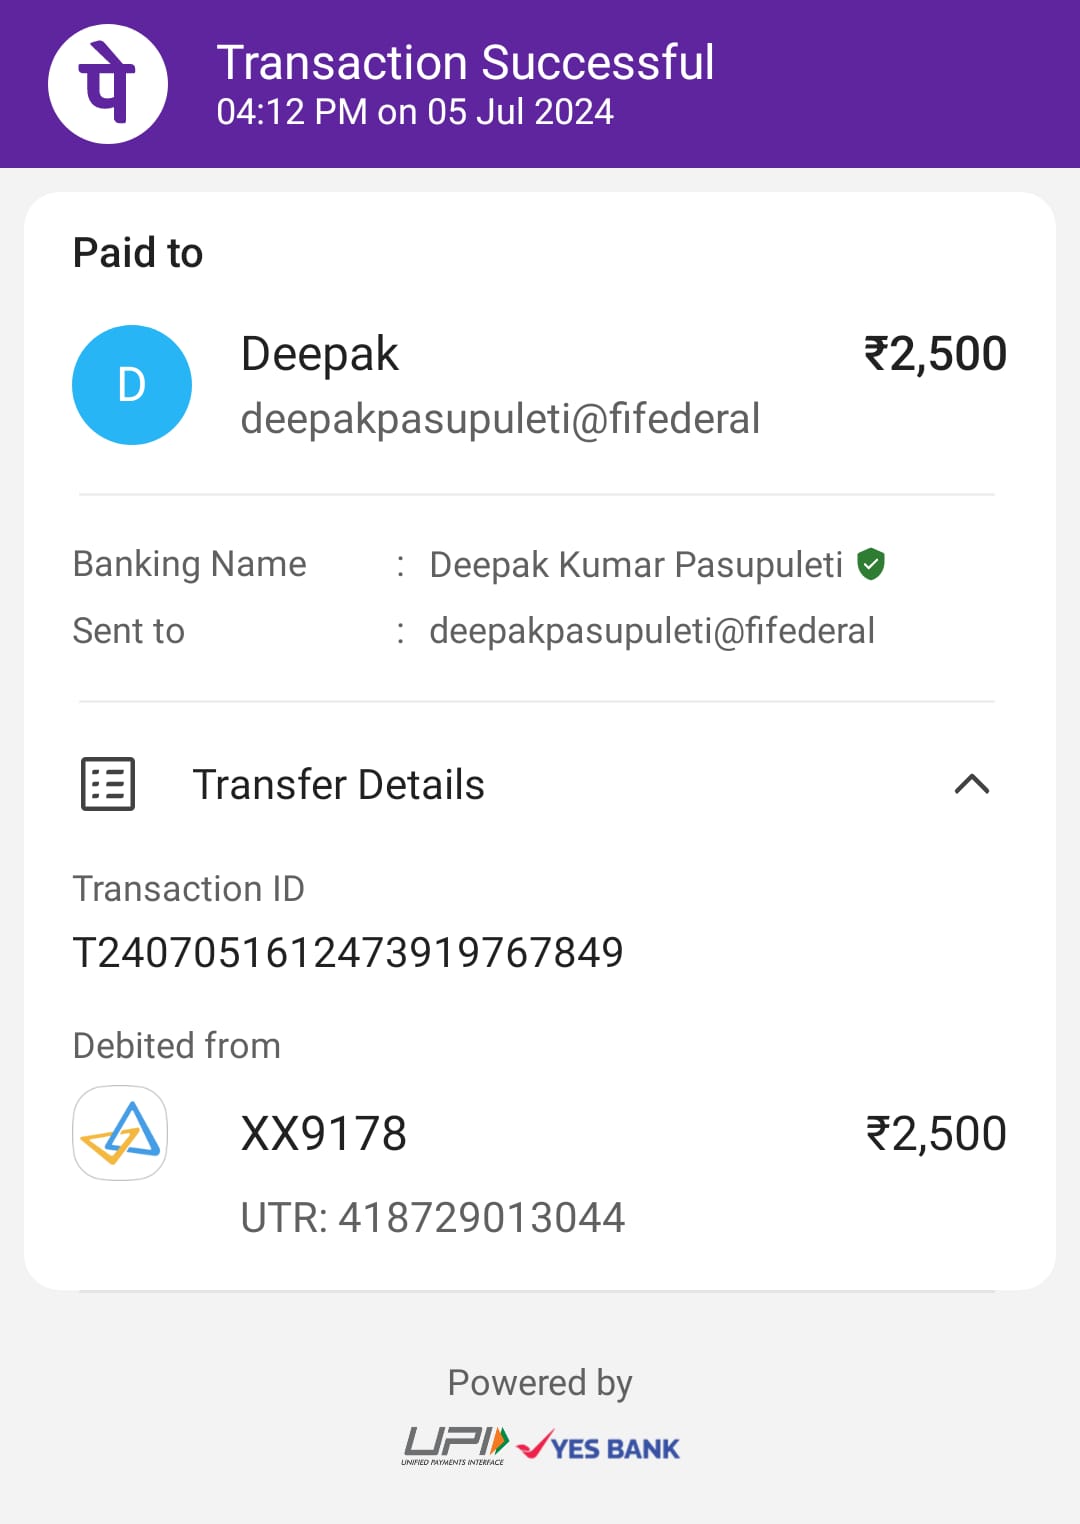 पे
Transaction Successful
04:12 PM on 05 Jul 2024
Paid to
D
Deepak ₹2,500
deepakpasupuleti@fifederal
Banking Name : Deepak Kumar Pasupuleti
Sent to : deepakpasupuleti@fifederal
Transfer Details
Transaction ID
T2407051612473919767849
Debited from
XX9178 ₹2,500
UTR: 418729013044
Powered by
UPI YES BANK
UNIFIED PAYMENTS INTERFACE